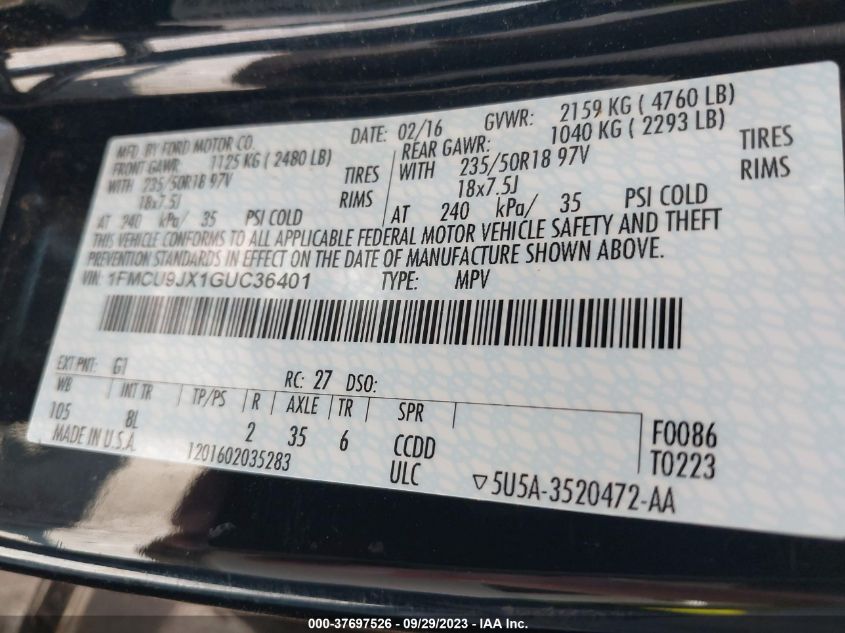 MFD. BY FORD MOTOR CO.
DATE: 02/16 GVWR: 2159 KG ( 4760 LB)
FRONT GAWR: 1125 KG ( 2480 LB)
REAR GAWR: 1040 KG ( 2293 LB)
WITH 235/50R18 97V TIRES
WITH 235/50R18 97V TIRES
18x7.5J RIMS
18x7.5J RIMS
AT 240 kPa/ 35 PSI COLD
AT 240 kPa/ 35 PSI COLD
THIS VEHICLE CONFORMS TO ALL APPLICABLE FEDERAL MOTOR VEHICLE SAFETY AND THEFT
PREVENTION STANDARDS IN EFFECT ON THE DATE OF MANUFACTURE SHOWN ABOVE.
VIN: 1FMCU9JX1GUC36401 TYPE: MPV
EXT PNT: G1 RC: 27 DSO:
WB INT TR TP/PS R AXLE TR SPR
105 8L 2 35 6 CCDD F0086
MADE IN U.S.A. 1201602035283 ULC T0223
▽5U5A-3520472-AA
000-37697526 - 09/29/2023 - IAA Inc.